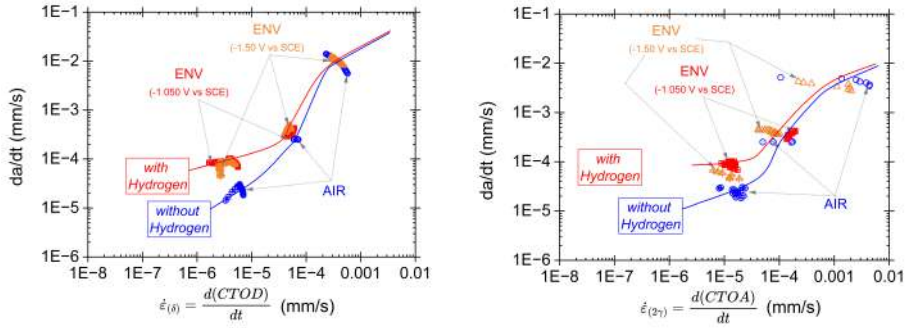 1E-1
1E-2
1E-3
1E-4
1E-5
1E-6
da/dt (mm/s)
ENV
(-1.50 V vs SCE)
ENV
(-1.050 V vs SCE)
with
Hydrogen
without
Hydrogen
AIR
1E-8 1E-7 1E-6 1E-5 1E-4 0.001 0.01
ε̇(δ) = d(CTOD)/dt (mm/s)
1E-1
1E-2
1E-3
1E-4
1E-5
1E-6
da/dt (mm/s)
ENV
(-1.50 V vs SCE)
ENV
(-1.050 V vs SCE)
with
Hydrogen
without
Hydrogen
AIR
1E-8 1E-7 1E-6 1E-5 1E-4 0.001 0.01
ε̇(2γ) = d(CTOA)/dt (mm/s)